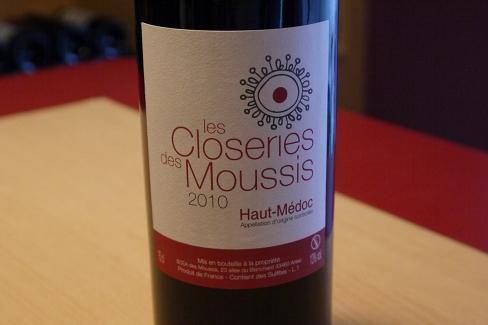 les
Closeries
des
Moussis
2010
Haut-Médoc
Appellation d'origine contrôlée
Mis en bouteille à la propriété
Produit de France - Contient des Sulfites - L.1